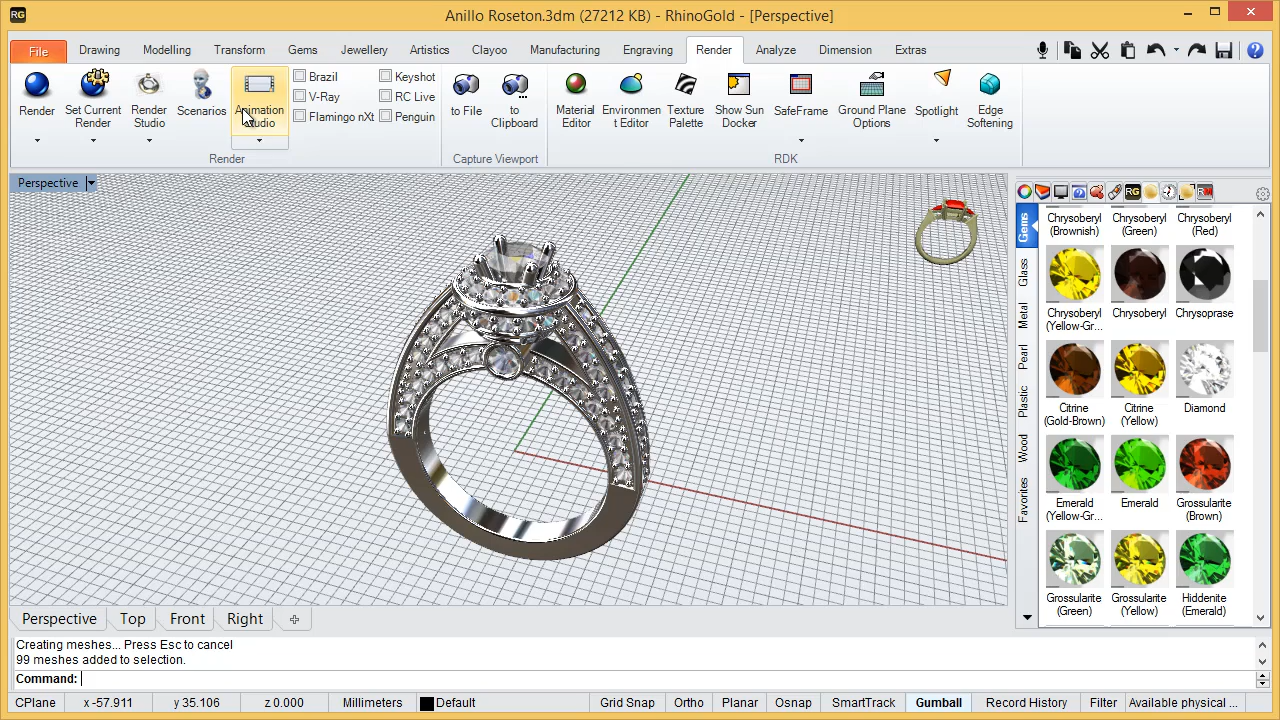 RG
Anillo Roseton.3dm (27212 KB) - RhinoGold - [Perspective]
File Drawing Modelling Transform Gems Jewellery Artistics Clayoo Manufacturing Engraving Render Analyze Dimension Extras
Render
Set Current
Render
Render
Studio
Scenarios
Animation
Studio
Brazil
V-Ray
Flamingo nXt
Keyshot
RC Live
Penguin
Render
to File
to
Clipboard
Capture Viewport
Material
Editor
Environmen
t Editor
Texture
Palette
Show Sun
Docker
SafeFrame
Ground Plane
Options
Spotlight
Edge
Softening
RDK
Perspective
RG
RM
Gems
Glass
Metal
Pearl
Plastic
Wood
Favorites
Chrysoberyl
(Brownish)
Chrysoberyl
(Green)
Chrysoberyl
(Red)
Chrysoberyl
(Yellow-Gr...
Chrysoberyl
Chrysoprase
Citrine
(Gold-Brown)
Citrine
(Yellow)
Diamond
Emerald
(Yellow-Gr...
Emerald
Grossularite
(Brown)
Grossularite
(Green)
Grossularite
(Yellow)
Hiddenite
(Emerald)
Perspective Top Front Right
Creating meshes... Press Esc to cancel
99 meshes added to selection.
Command:
CPlane x -57.911 y 35.106 z 0.000 Millimeters Default Grid Snap Ortho Planar Osnap SmartTrack Gumball Record History Filter Available physical ...